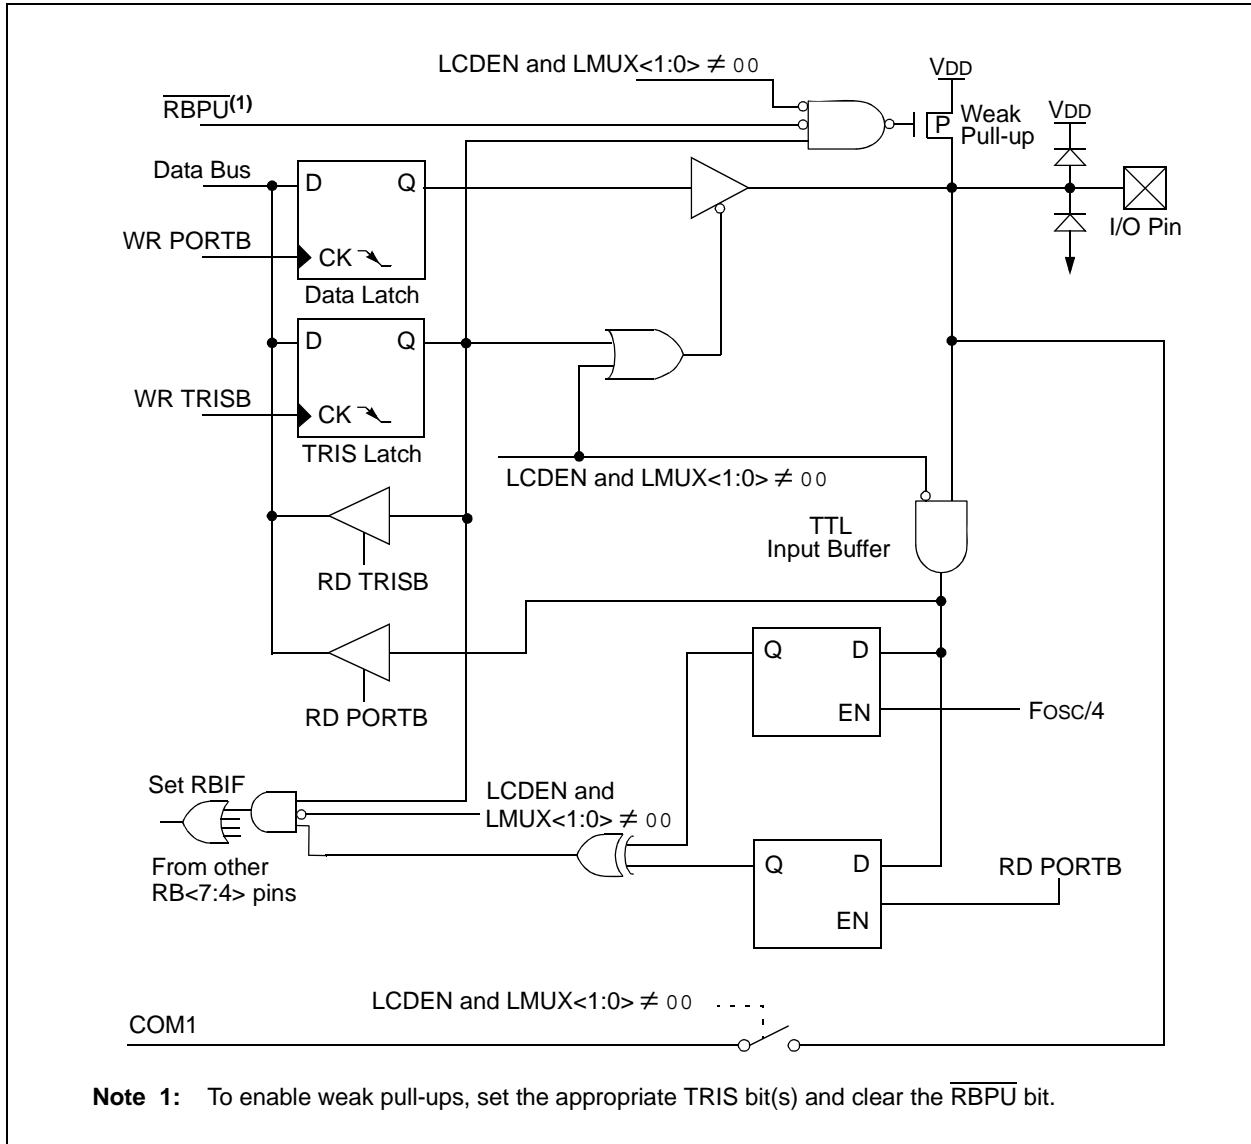 LCDEN and LMUX<1:0> ≠ 00
VDD
RBPU(1)
P
Weak
Pull-up
VDD
Data Bus
D
Q
WR PORTB
CK
I/O Pin
Data Latch
D
Q
WR TRISB
CK
TRIS Latch
LCDEN and LMUX<1:0> ≠ 00
TTL
Input Buffer
RD TRISB
Q
D
EN
FOSC/4
RD PORTB
Set RBIF
LCDEN and
LMUX<1:0> ≠ 00
From other
RB<7:4> pins
Q
D
EN
RD PORTB
LCDEN and LMUX<1:0> ≠ 00
COM1
Note 1: To enable weak pull-ups, set the appropriate TRIS bit(s) and clear the RBPU bit.